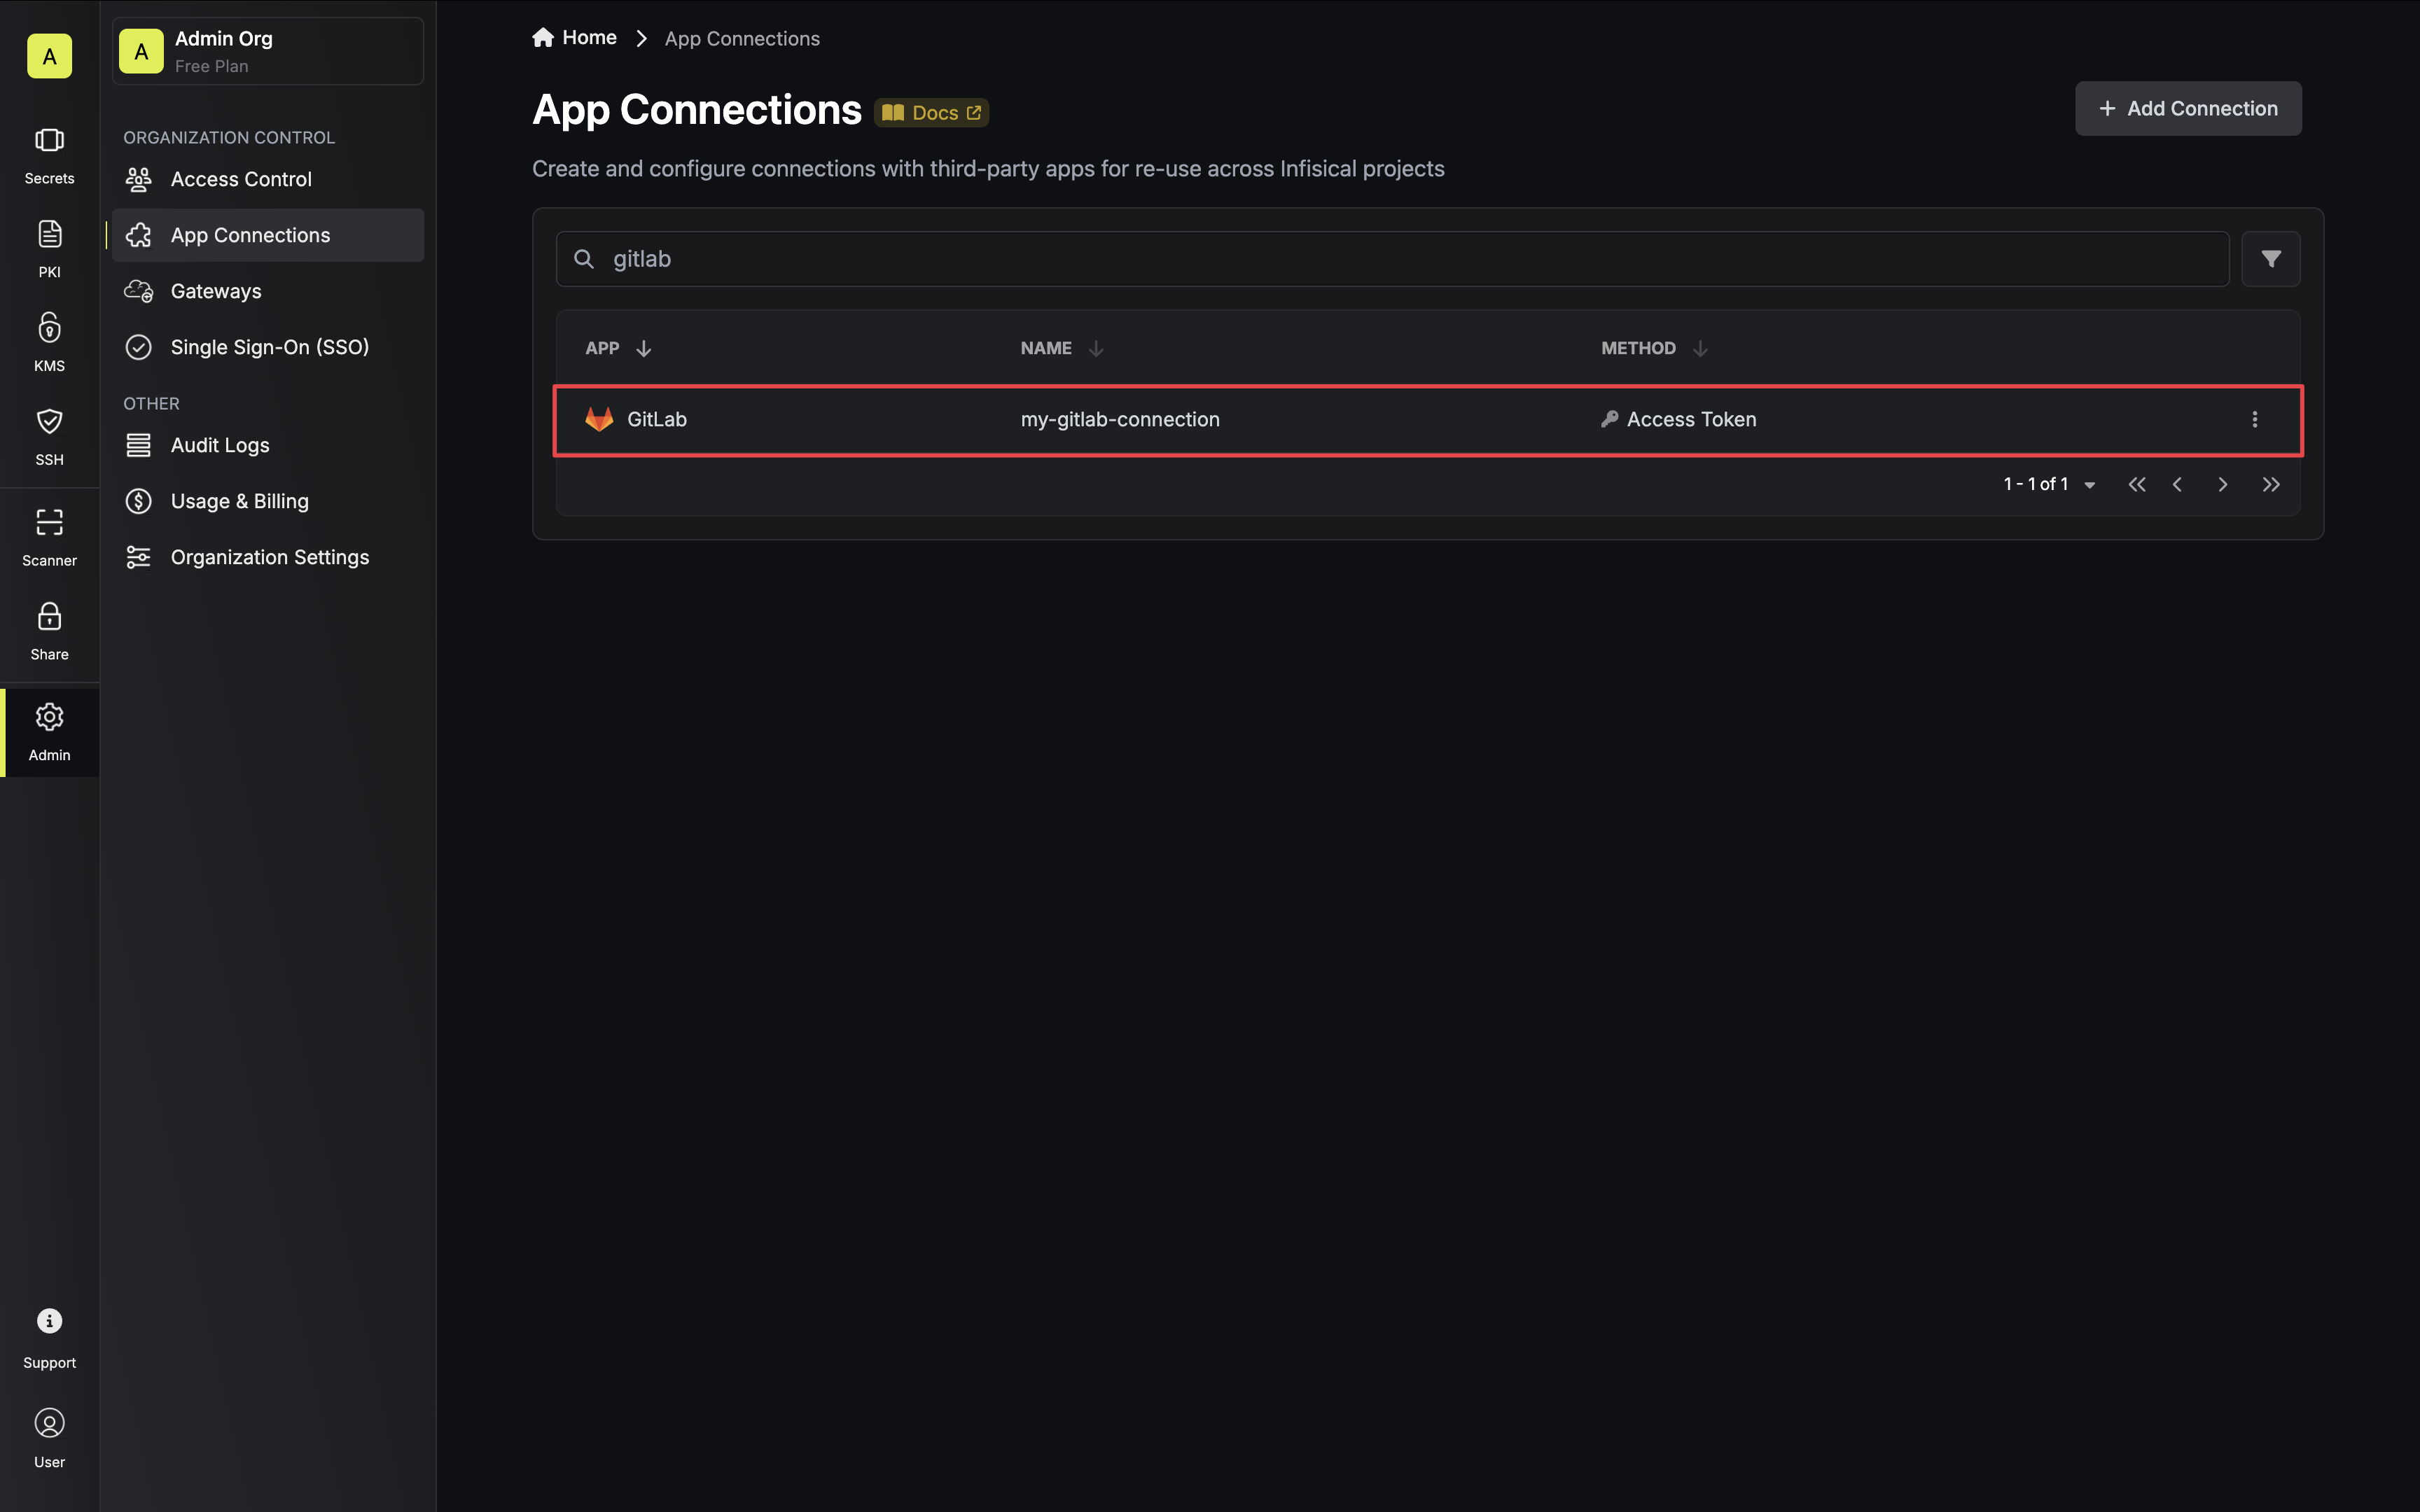 A
Secrets
PKI
KMS
SSH
Scanner
Share
Admin
Support
User
A
Admin Org
Free Plan
ORGANIZATION CONTROL
Access Control
App Connections
Gateways
Single Sign-On (SSO)
OTHER
Audit Logs
Usage & Billing
Organization Settings
Home
App Connections
App Connections
Docs
+ Add Connection
Create and configure connections with third-party apps for re-use across Infisical projects
gitlab
APP
NAME
METHOD
GitLab
my-gitlab-connection
Access Token
1 - 1 of 1